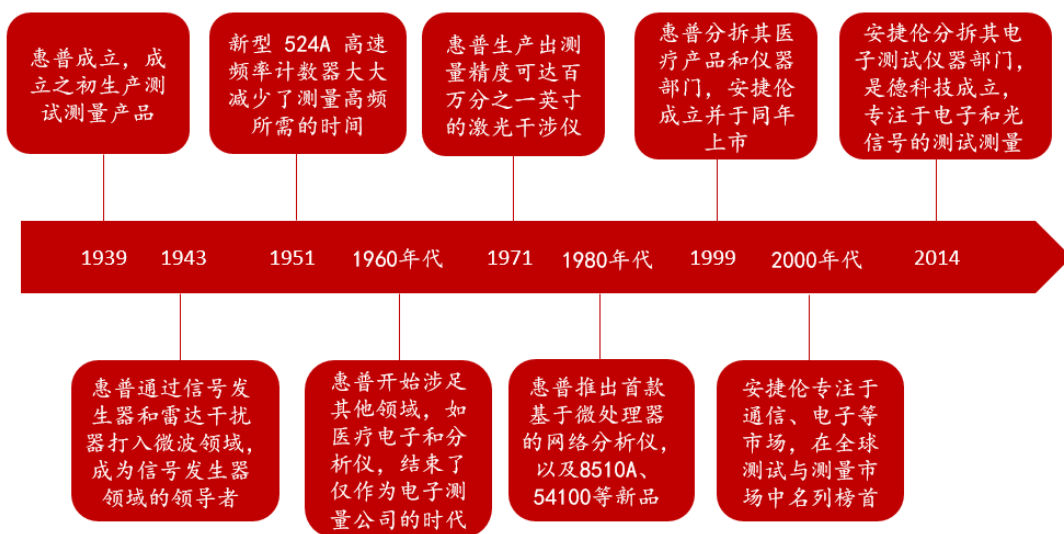 惠普成立，成
立之初生产测
试测量产品
新型 524A 高速
频率计数器大大
减少了测量高频
所需的时间
惠普生产出测
量精度可达百
万分之一英寸
的激光干涉仪
惠普分拆其医
疗产品和仪器
部门，安捷伦
成立并于同年
上市
安捷伦分拆其电
子测试仪器部门，
是德科技成立，
专注于电子和光
信号的测试测量
1939 1943 1951 1960年代 1971 1980年代 1999 2000年代 2014
惠普通过信号发
生器和雷达干扰
器打入微波领域，
成为信号发生器
领域的领导者
惠普开始涉足
其他领域，如
医疗电子和分
析仪，结束了
仅作为电子测
量公司的时代
惠普推出首款
基于微处理器
的网络分析仪，
以及8510A、
54100等新品
安捷伦专注于
通信、电子等
市场，在全球
测试与测量市
场中名列榜首